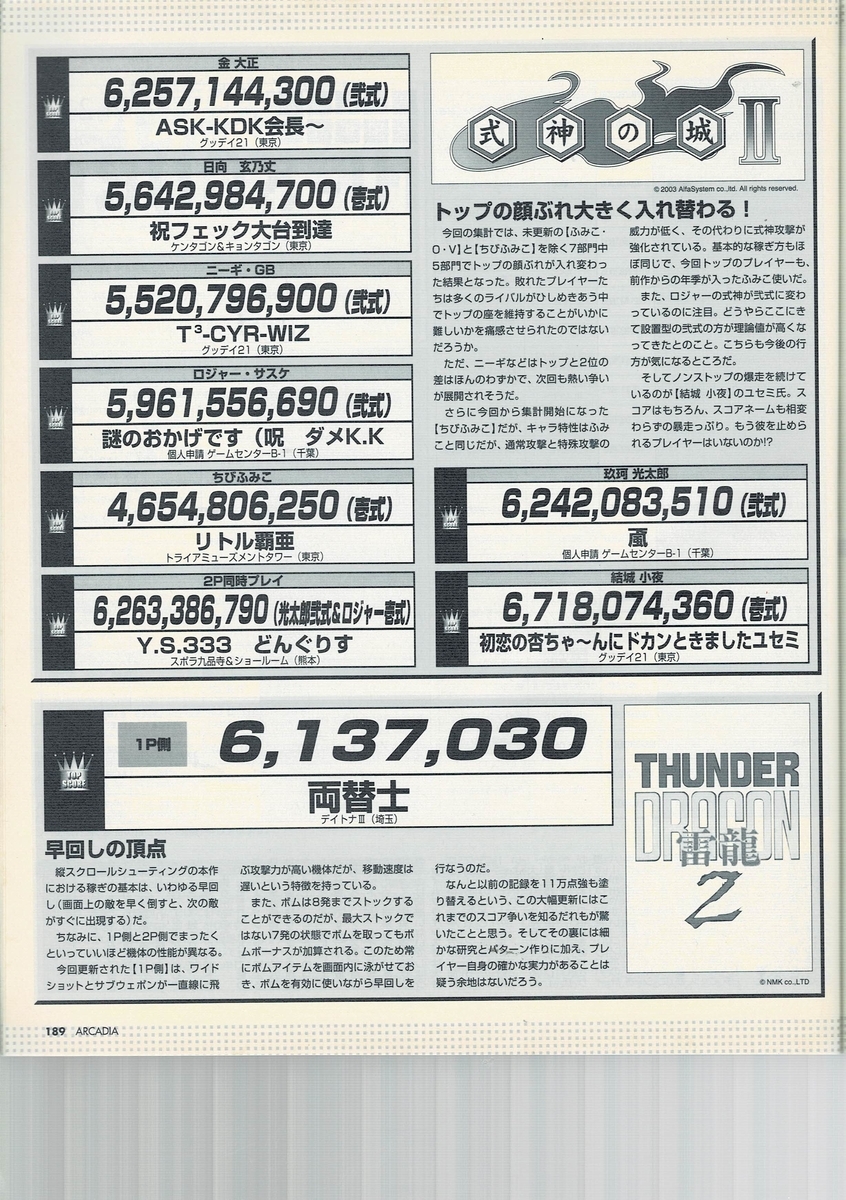 金 大正
6,257,144,300(弐式)
ASK-KDK会長～
グッデイ21(東京)
日向 玄乃丈
5,642,984,700(壱式)
祝フェック大台到達
ケンタゴン&キョンタゴン(東京)
ニーギ・GB
5,520,796,900(弐式)
T³-CYR-WIZ
グッデイ21(東京)
ロジャー・サスケ
5,961,556,690(弐式)
謎のおかげです(呪 ダメK.K
個人申請 ゲームセンターB-1(千葉)
ちびふみこ
4,654,806,250(壱式)
リトル覇亜
トライアミューズメントタワー(東京)
2P同時プレイ
6,263,386,790(光太郎弐式&ロジャー壱式)
Y.S.333 どんぐりす
スポラ九品寺&ショールーム(熊本)
式神の城II
© 2003 AlfaSystem co.,ltd. All rights reserved.
トップの顔ぶれ大きく入れ替わる！
今回の集計では、未更新の【ふみこ・
O・V】と【ちびふみこ】を除く7部門中
5部門でトップの顔ぶれが入れ変わっ
た結果となった。敗れたプレイヤーた
ちは多くのライバルがひしめきあう中
でトップの座を維持することがいかに
難しいかを痛感させられたのではない
だろうか。
ただ、ニーギなどはトップと2位の
差はほんのわずかで、次回も熱い争い
が展開されそうだ。
さらに今回から集計開始になった
【ちびふみこ】だが、キャラ特性はふみ
こと同じだが、通常攻撃と特殊攻撃の
威力が低く、その代わりに式神攻撃が
強化されている。基本的な稼ぎ方もほ
ぼ同じで、今回トップのプレイヤーも、
前作からの年季が入ったふみこ使いだ。
また、ロジャーの式神が弐式に変わ
っているのに注目。どうやらここにき
て設置型の弐式の方が理論値が高くな
ってきたとのこと。こちらも今後の行
方が気になるところだ。
そしてノンストップの爆走を続けて
いるのが【結城 小夜】のユセミ氏。ス
コアはもちろん、スコアネームも相変
わらずの暴走っぷり。もう彼を止めら
れるプレイヤーはいないのか!?
玖珂 光太郎
6,242,083,510(弐式)
凰
個人申請 ゲームセンターB-1(千葉)
結城 小夜
6,718,074,360(壱式)
初恋の杏ちゃ～んにドカンときましたユセミ
グッデイ21(東京)
TOP SCORE
1P側
6,137,030
両替士
デイトナⅢ(埼玉)
THUNDER
DRAGON
雷龍
2
© NMK co.,LTD
早回しの頂点
縦スクロールシューティングの本作
における稼ぎの基本は、いわゆる早回
し(画面上の敵を早く倒すと、次の敵
がすぐに出現する)だ。
ちなみに、1P側と2P側でまったく
といっていいほど機体の性能が異なる。
今回更新された【1P側】は、ワイド
ショットとサブウェポンが一直線に飛
ぶ攻撃力が高い機体だが、移動速度は
遅いという特徴を持っている。
また、ボムは8発までストックする
ことができるのだが、最大ストックで
はない7発の状態でボムを取ってもボ
ムボーナスが加算される。このため常
にボムアイテムを画面内に泳がせてお
き、ボムを有効に使いながら早回しを
行なうのだ。
なんと以前の記録を11万点強も塗
り替えるという、この大幅更新にはこ
れまでのスコア争いを知るだれもが驚
いたことと思う。そしてその裏には細
かな研究とパターン作りに加え、プレ
イヤー自身の確かな実力があることは
疑う余地はないだろう。
189 ARCADIA